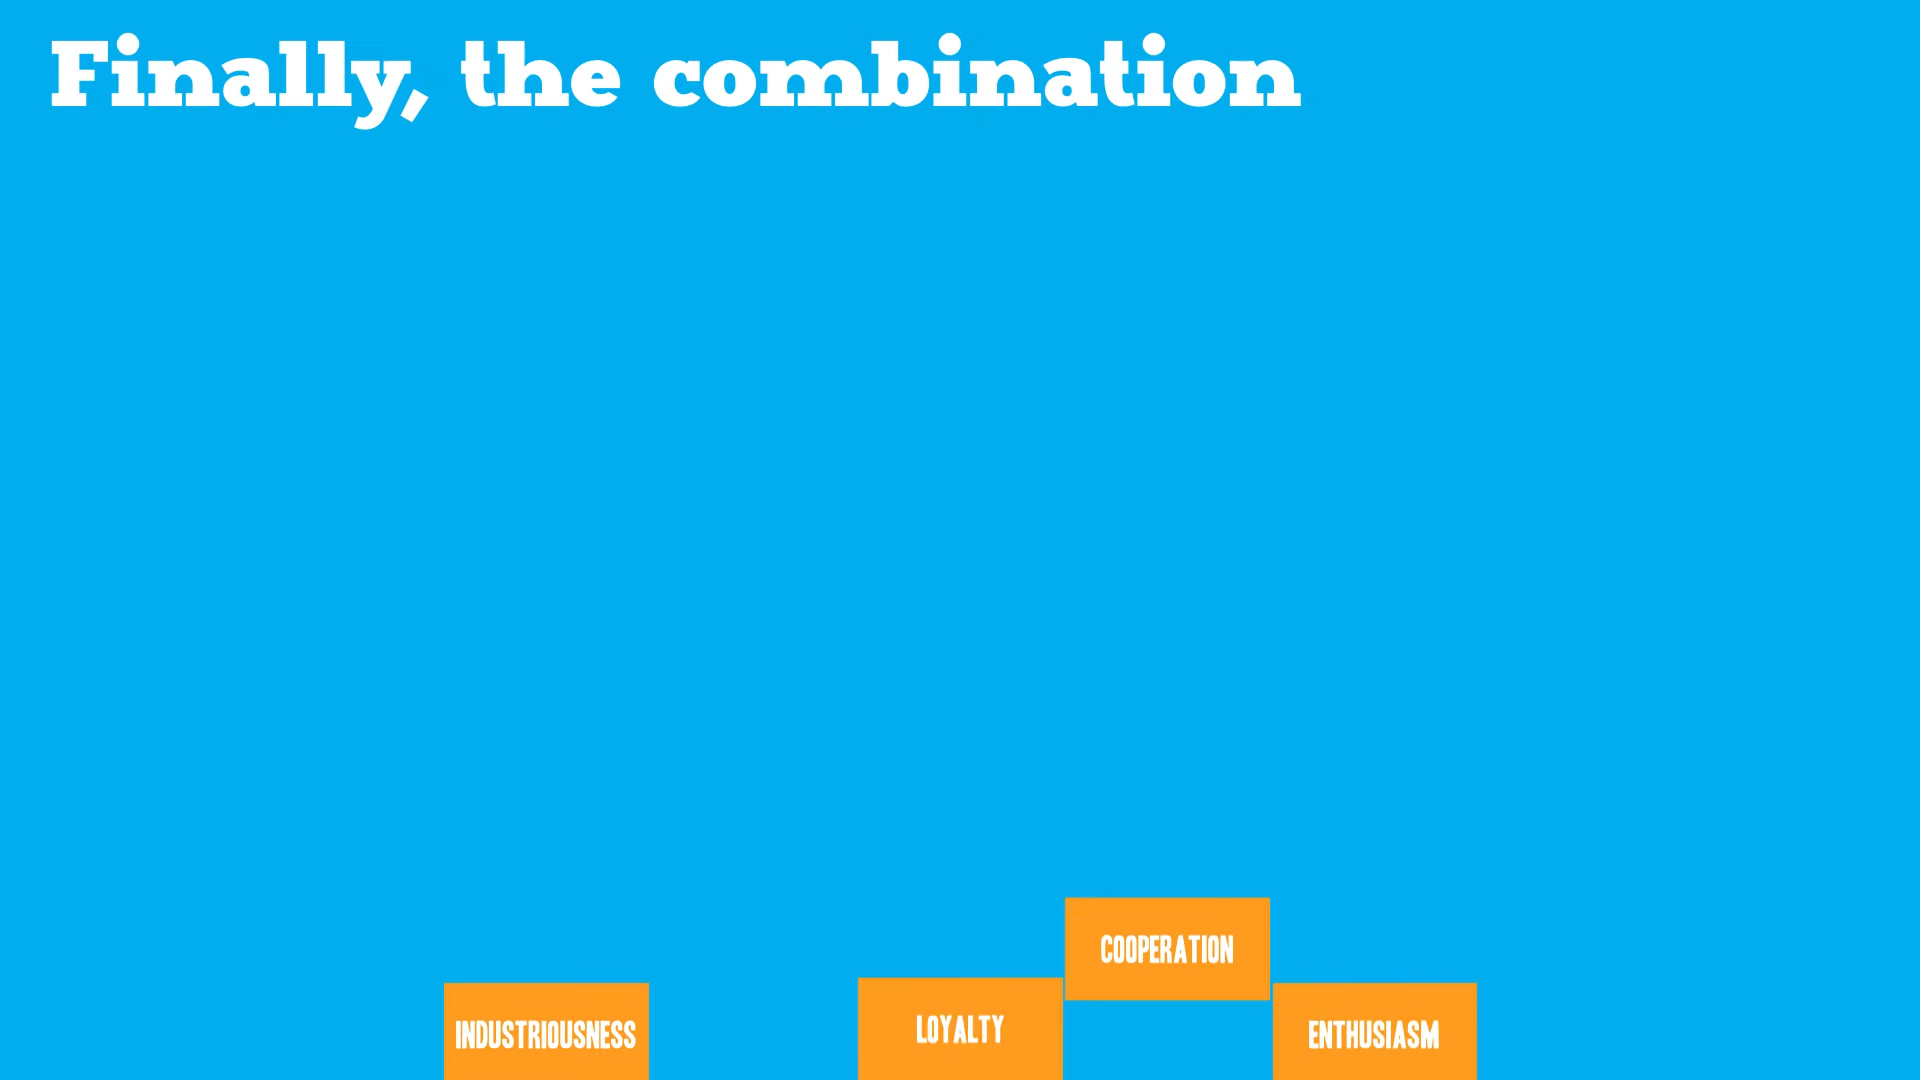 Finally, the combination
COOPERATION
INDUSTRIOUSNESS
LOYALTY
ENTHUSIASM